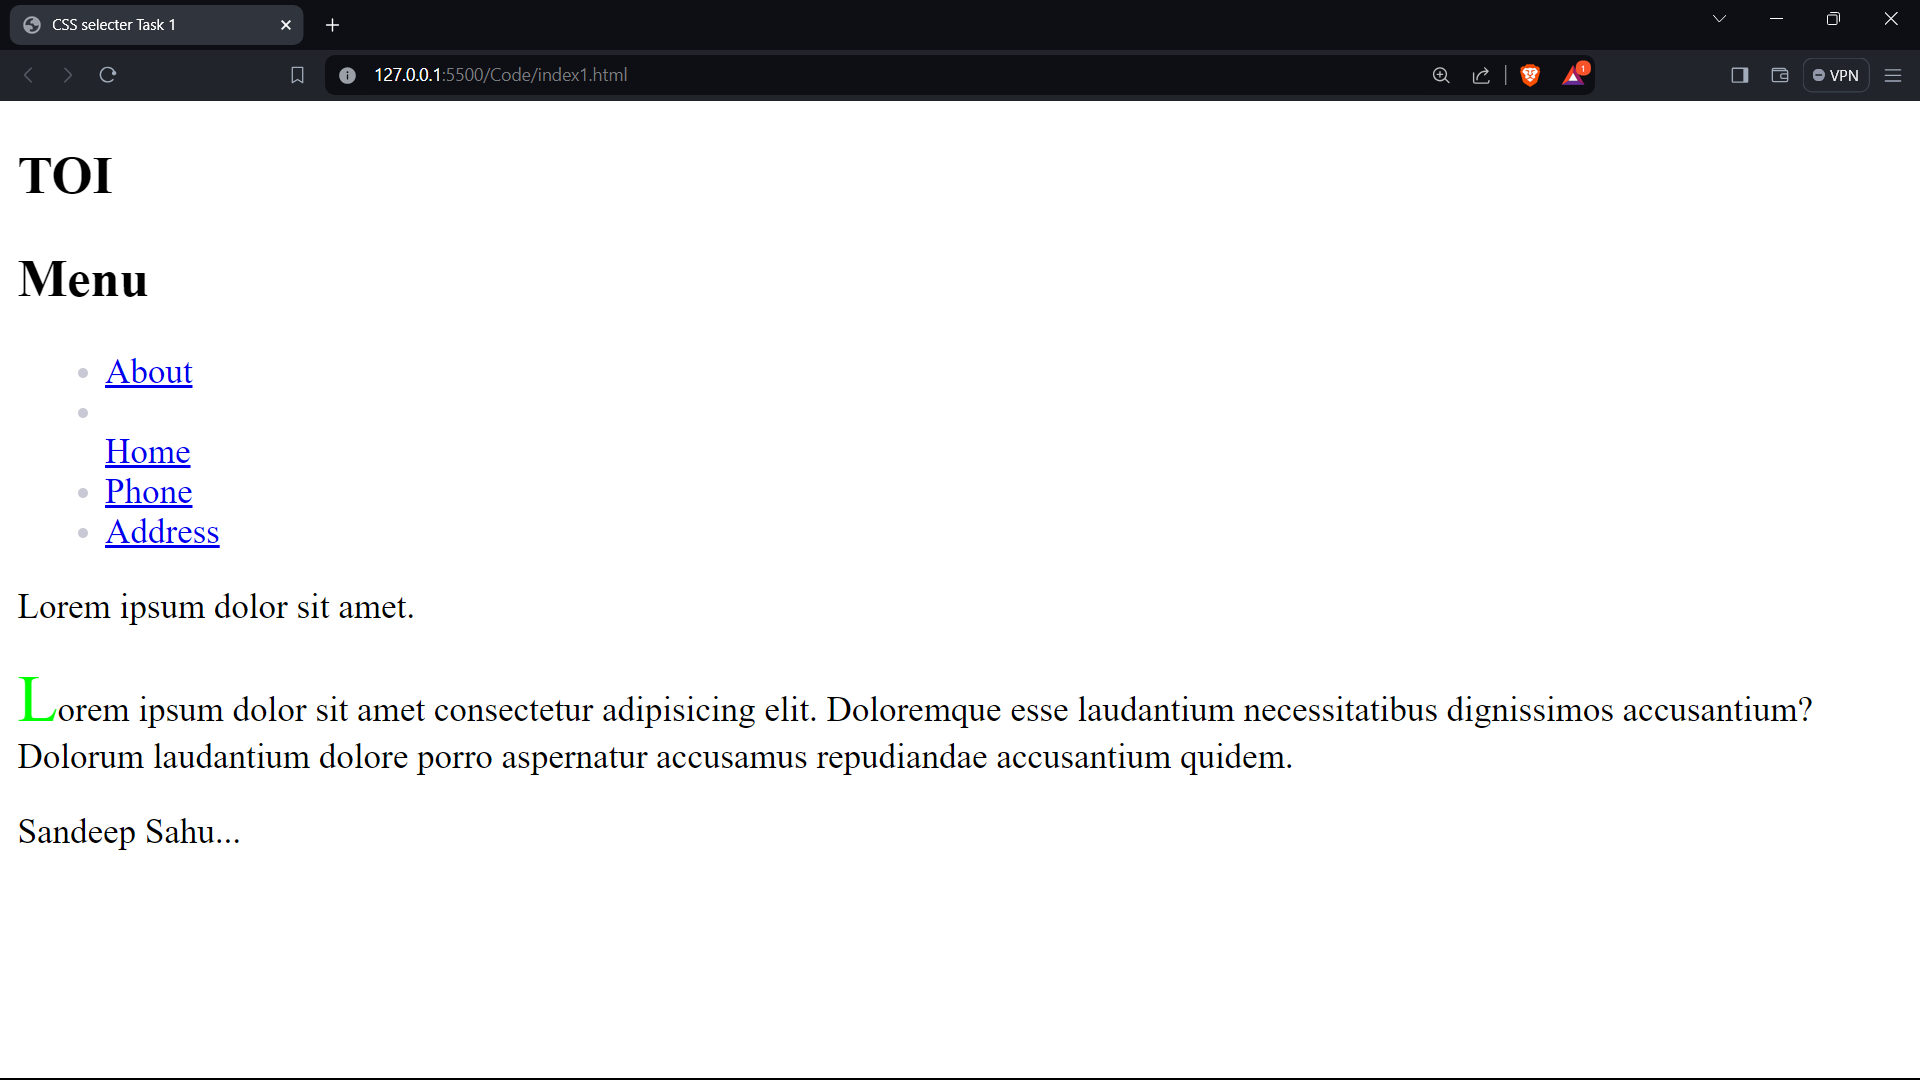 CSS selecter Task 1
127.0.0.1:5500/Code/index1.html
1
VPN
TOI
Menu
About
Home
Phone
Address
Lorem ipsum dolor sit amet.
Lorem ipsum dolor sit amet consectetur adipisicing elit. Doloremque esse laudantium necessitatibus dignissimos accusantium?
Dolorum laudantium dolore porro aspernatur accusamus repudiandae accusantium quidem.
Sandeep Sahu...